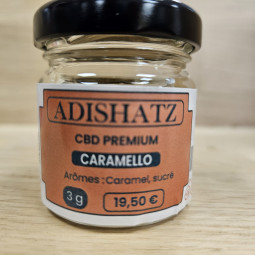 ADISHATZ
CBD PREMIUM
CARAMELLO
Arômes : Caramel, sucré
3 g
19,50 €